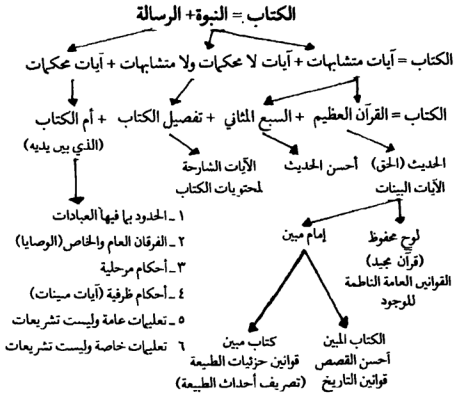 الكتاب = النبوة + الرسالة
الكتاب = آيات متشابهات + آيات لا محكمات ولا متشابهات + آيات محكمات
الكتاب = القرآن العظيم + السبع المثاني + تفصيل الكتاب + أم الكتاب
(الذي بين يديه)
الحديث (الحق)
الآيات البينات
أحسن الحديث
الآيات الشارحة
لمحتويات الكتاب
١ - الحدود بما فيها العبادات
٢ - الفرقان العام والخاص (الوصايا)
٣ - أحكام مرحلية
٤ - أحكام ظرفية (آيات مبينات)
٥ - تعليمات عامة وليست تشريعات
٦ تعليمات خاصة وليست تشريعات
لوح محفوظ
(قرآن مجيد)
القوانين العامة الناظمة
للوجود
إمام مبين
الكتاب المبين
أحسن القصص
قوانين التاريخ
كتاب مبين
قوانين جزئيات الطبيعة
(تصريف أحداث الطبيعة)